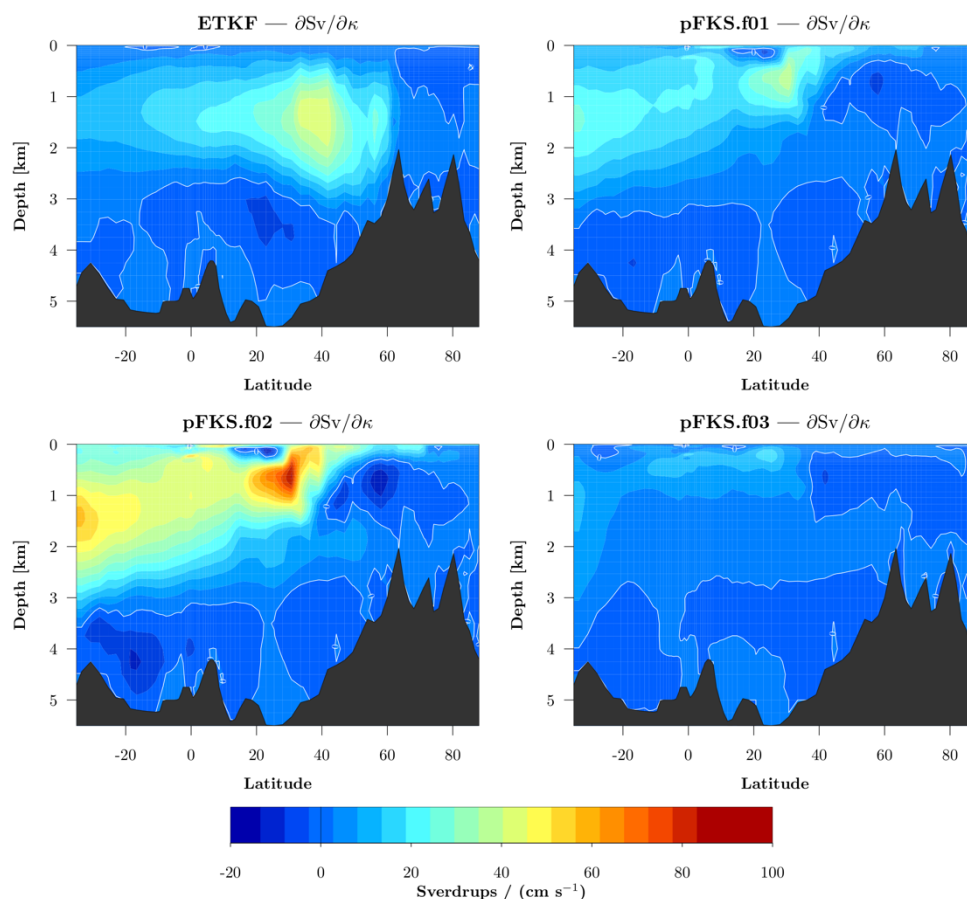 ETKF — ∂Sv/∂κ
pFKS.f01 — ∂Sv/∂κ
0
1
2
3
4
5
Depth [km]
-20 0 20 40 60 80
Latitude
0
1
2
3
4
5
Depth [km]
-20 0 20 40 60 80
Latitude
pFKS.f02 — ∂Sv/∂κ
pFKS.f03 — ∂Sv/∂κ
0
1
2
3
4
5
Depth [km]
-20 0 20 40 60 80
Latitude
0
1
2
3
4
5
Depth [km]
-20 0 20 40 60 80
Latitude
-20 0 20 40 60 80 100
Sverdrups / (cm s⁻¹)